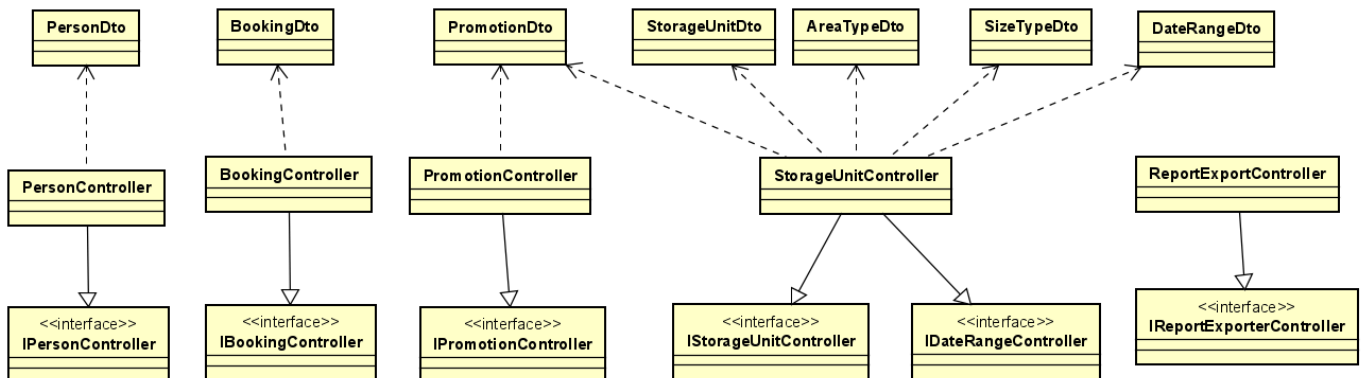 PersonDto
BookingDto
PromotionDto
StorageUnitDto
AreaTypeDto
SizeTypeDto
DateRangeDto
PersonController
BookingController
PromotionController
StorageUnitController
ReportExportController
<<interface>>
IPersonController
<<interface>>
IBookingController
<<interface>>
IPromotionController
<<interface>>
IStorageUnitController
<<interface>>
IDateRangeController
<<interface>>
IReportExporterController